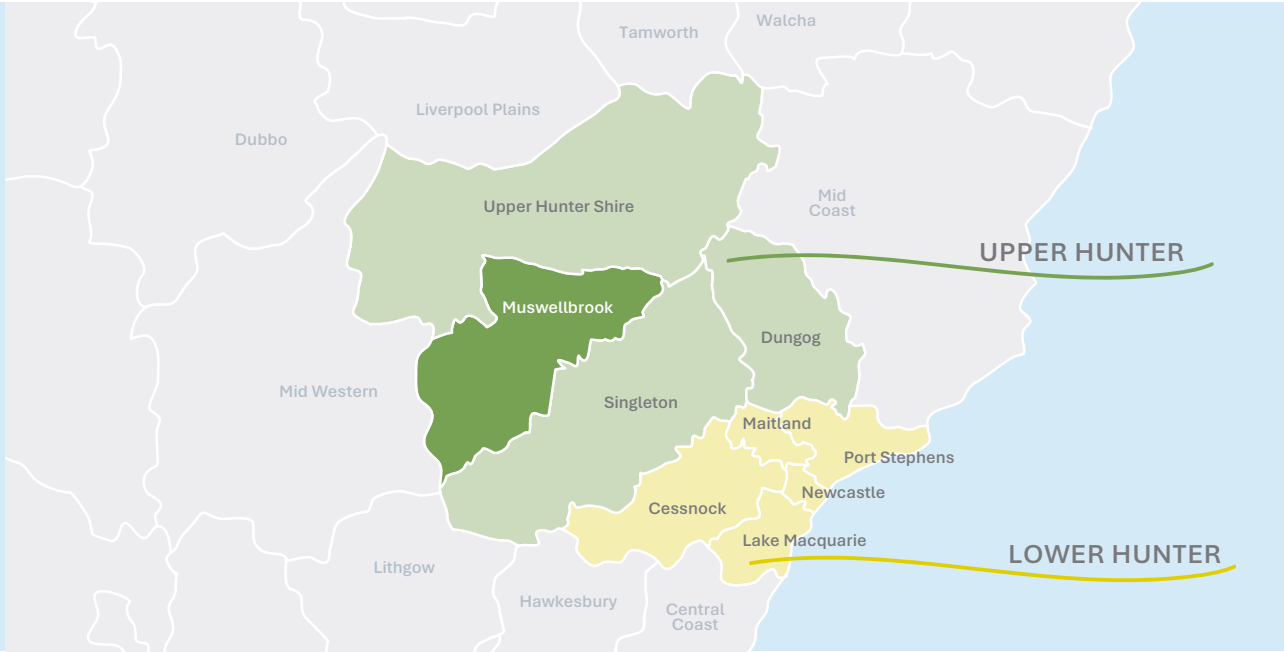 Walcha
Tamworth
Liverpool Plains
Dubbo
Mid
Coast
Upper Hunter Shire
UPPER HUNTER
Muswellbrook
Dungog
Mid Western
Singleton
Maitland
Port Stephens
Newcastle
Cessnock
Lake Macquarie
LOWER HUNTER
Lithgow
Hawkesbury
Central
Coast